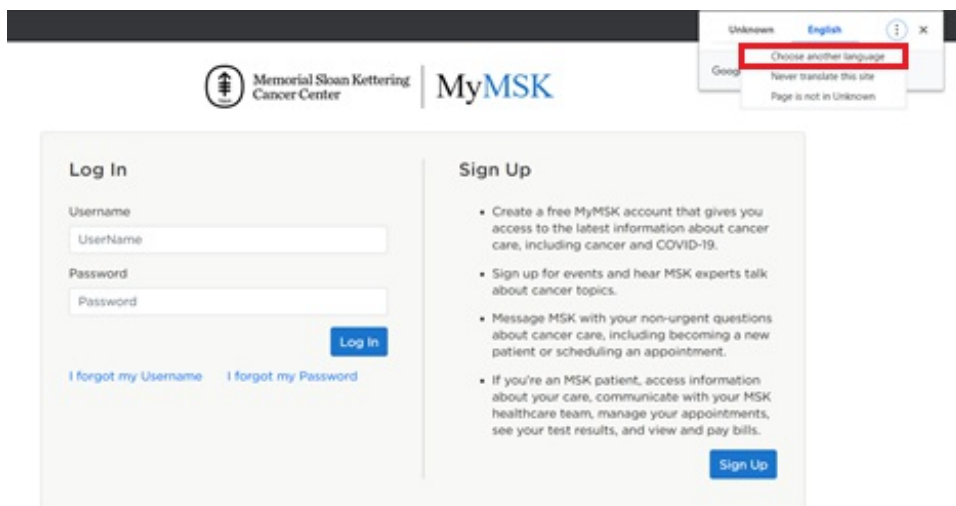 Unknown English
Choose another language
Never translate this site
Page is not in Unknown
Memorial Sloan Kettering
Cancer Center
MyMSK
Log In
Username
UserName
Password
Password
Log In
I forgot my Username I forgot my Password
Sign Up
• Create a free MyMSK account that gives you
access to the latest information about cancer
care, including cancer and COVID-19.
• Sign up for events and hear MSK experts talk
about cancer topics.
• Message MSK with your non-urgent questions
about cancer care, including becoming a new
patient or scheduling an appointment.
• If you're an MSK patient, access information
about your care, communicate with your MSK
healthcare team, manage your appointments,
see your test results, and view and pay bills.
Sign Up